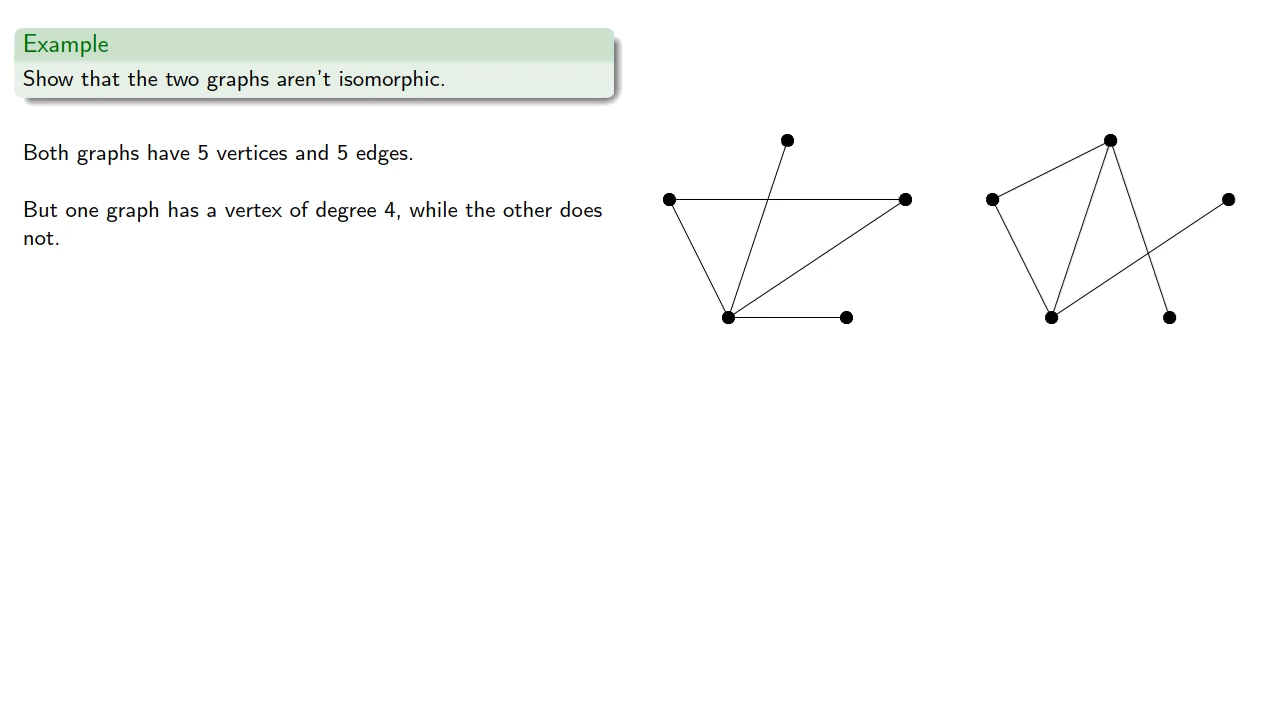 Example
Show that the two graphs aren't isomorphic.
Both graphs have 5 vertices and 5 edges.
But one graph has a vertex of degree 4, while the other does
not.